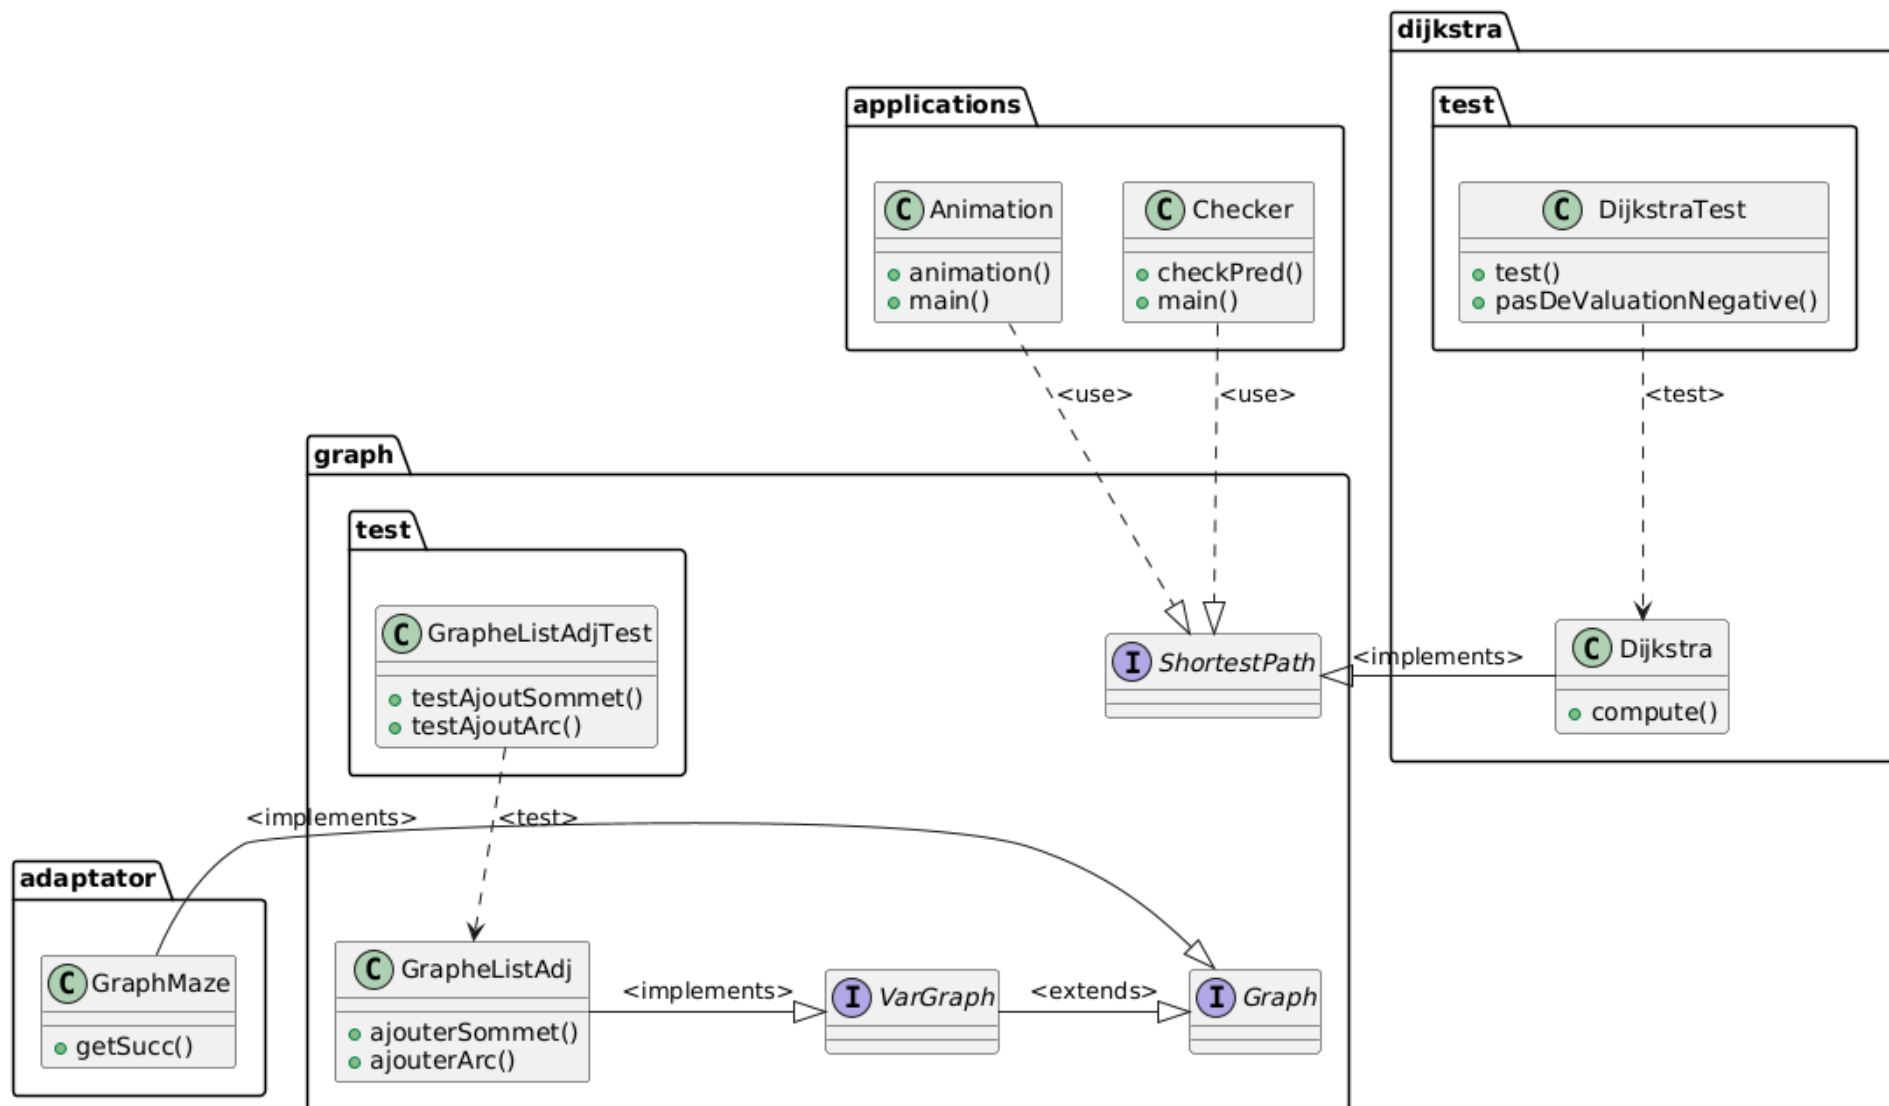 dijkstra
applications
test
C Animation
animation()
main()
C Checker
checkPred()
main()
C DijkstraTest
test()
pasDeValuationNegative()
<use>
<use>
<test>
graph
test
C GrapheListAdjTest
testAjoutSommet()
testAjoutArc()
I ShortestPath
<implements>
C Dijkstra
compute()
<implements>
<test>
adaptator
C GraphMaze
getSucc()
C GrapheListAdj
ajouterSommet()
ajouterArc()
<implements>
I VarGraph
<extends>
I Graph